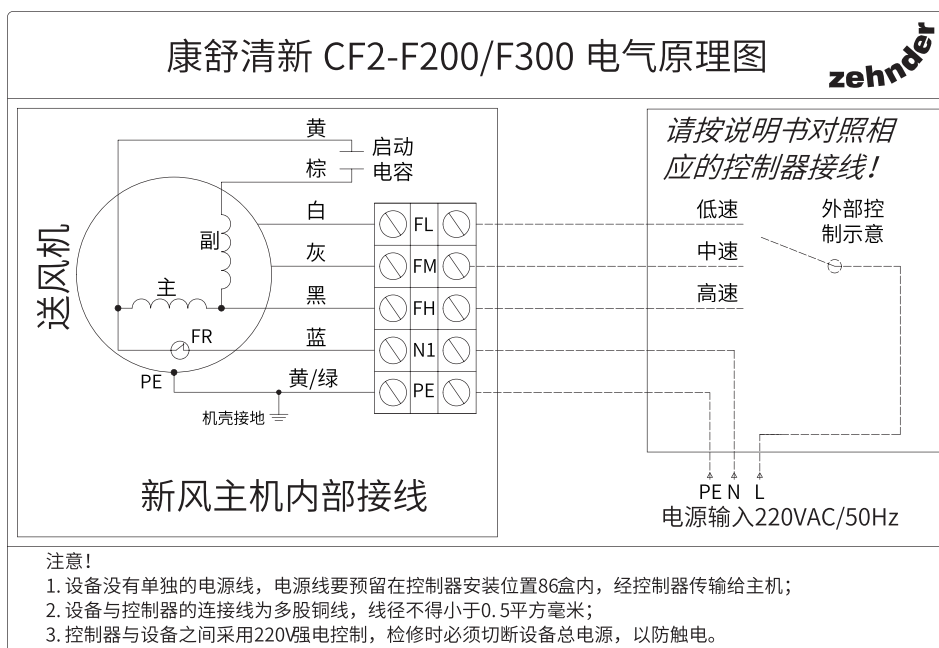 康舒清新 CF2-F200/F300 电气原理图
zehnder
黄
启动
电容
棕
白
灰
黑
蓝
黄/绿
送风机
副
主
FR
PE
机壳接地
FL
FM
FH
N1
PE
新风主机内部接线
请按说明书对照相
应的控制器接线!
低速
中速
高速
外部控
制示意
PE N L
电源输入220VAC/50Hz
注意!
1. 设备没有单独的电源线，电源线要预留在控制器安装位置86盒内，经控制器传输给主机；
2. 设备与控制器的连接线为多股铜线，线径不得小于0.5平方毫米；
3. 控制器与设备之间采用220V强电控制，检修时必须切断设备总电源，以防触电。